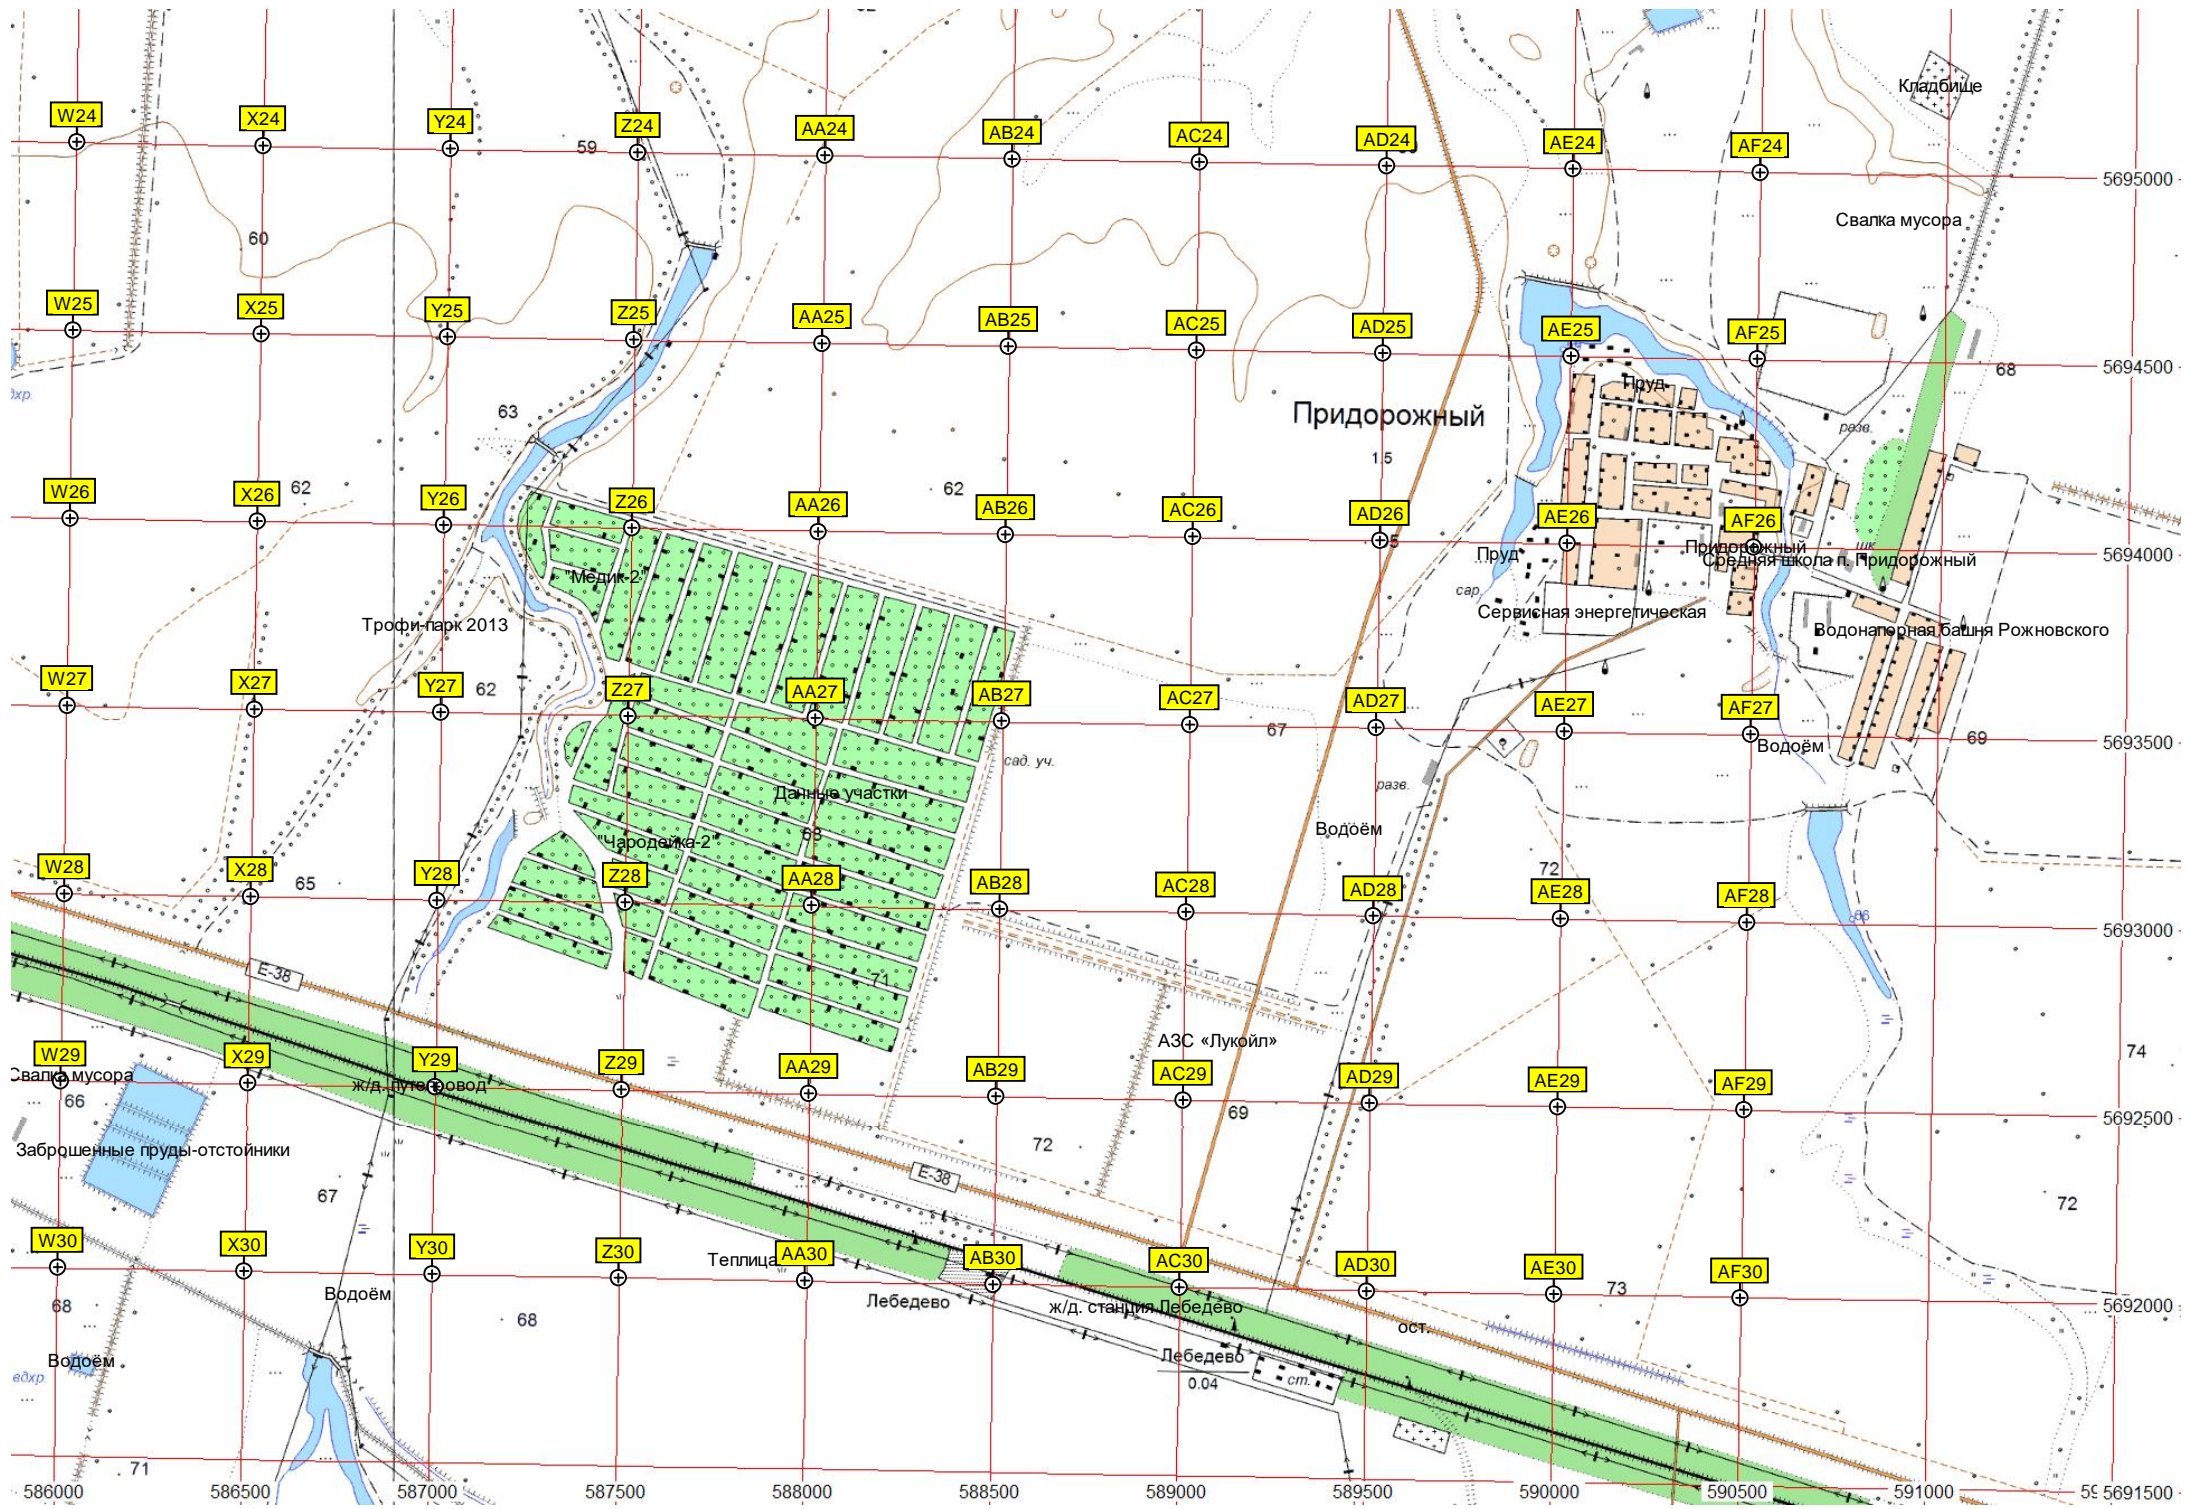 Кладбище
W24
X24
Y24
Z24
AA24
AB24
AC24
AD24
AE24
AF24
59
5695000
Свалка мусора
60
W25
X25
Y25
Z25
AA25
AB25
AC25
AD25
AE25
AF25
68
5694500
Пруд
63
Придорожный
разв.
1.5
62
62
W26
X26
Y26
Z26
AA26
AB26
AC26
AD26
AE26
AF26
Пруд
Придорожный
5694000
Средняя школа п. Придорожный
"Медик-2"
сар.
Сервисная энергетическая
Трофи-парк 2013
Водонапорная башня Рожновского
W27
X27
Y27
62
Z27
AA27
AB27
AC27
67
AD27
AE27
AF27
69
5693500
Водоём
сад. уч.
разв.
Данные участки
Водоём
68
"Чародейка-2"
W28
X28
65
Y28
Z28
AA28
AB28
AC28
AD28
72
AE28
AF28
5693000
E-38
71
АЗС «Лукойл»
74
W29
X29
Y29
Z29
AA29
AB29
AC29
AD29
AE29
AF29
Свалка мусора
ж/д. путепровод
66
69
5692500
72
Заброшенные пруды-отстойники
E-38
67
72
W30
X30
Y30
Z30
Теплица
AA30
AB30
AC30
AD30
AE30
AF30
73
Водоём
Лебедево
ж/д. станция Лебедево
68
68
5692000
ост.
Водоём
Лебедево
вдхр.
0.04
ст.
71
586000
586500
587000
587500
588000
588500
589000
589500
590000
590500
591000
5691500